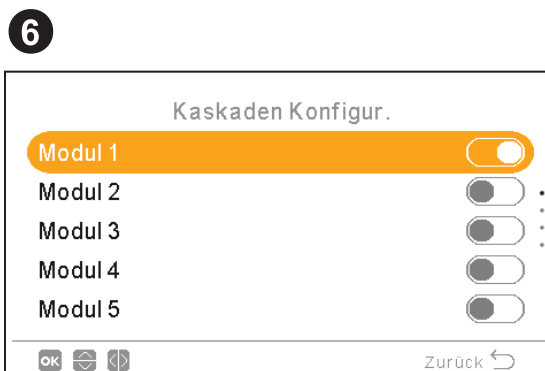 6
Kaskaden Konfigur.
Modul 1
Modul 2
Modul 3
Modul 4
Modul 5
OK Zurück